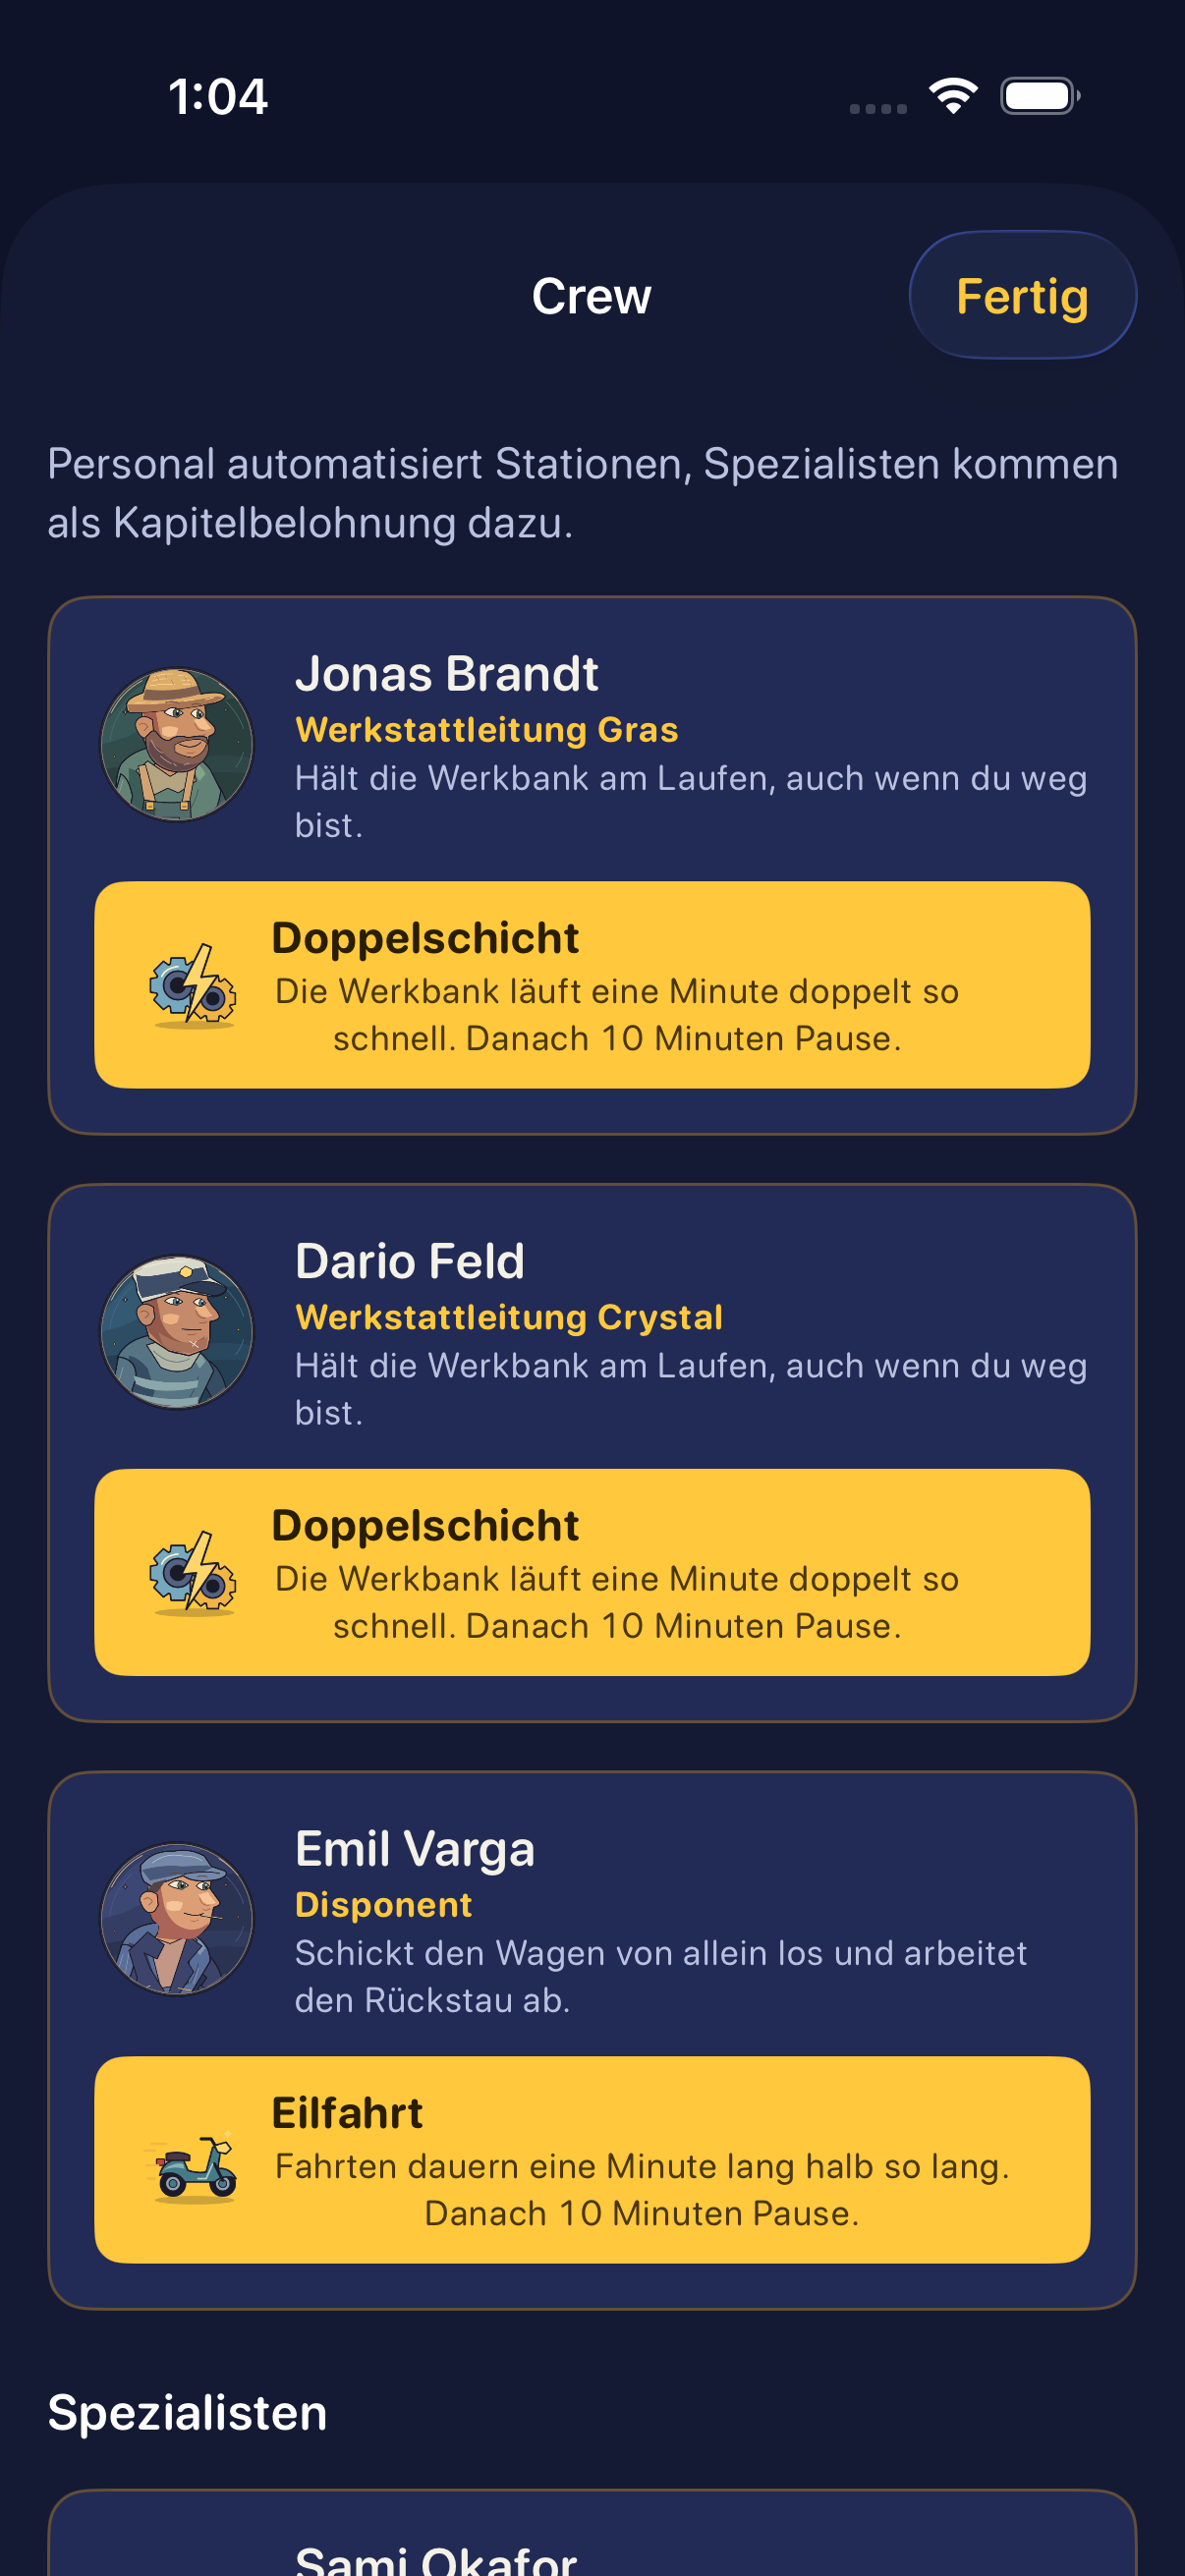 1:04
Crew
Fertig
Personal automatisiert Stationen, Spezialisten kommen
als Kapitelbelohnung dazu.
Jonas Brandt
Werkstattleitung Gras
Hält die Werkbank am Laufen, auch wenn du weg
bist.
Doppelschicht
Die Werkbank läuft eine Minute doppelt so
schnell. Danach 10 Minuten Pause.
Dario Feld
Werkstattleitung Crystal
Hält die Werkbank am Laufen, auch wenn du weg
bist.
Doppelschicht
Die Werkbank läuft eine Minute doppelt so
schnell. Danach 10 Minuten Pause.
Emil Varga
Disponent
Schickt den Wagen von allein los und arbeitet
den Rückstau ab.
Eilfahrt
Fahrten dauern eine Minute lang halb so lang.
Danach 10 Minuten Pause.
Spezialisten
Sami Okafor